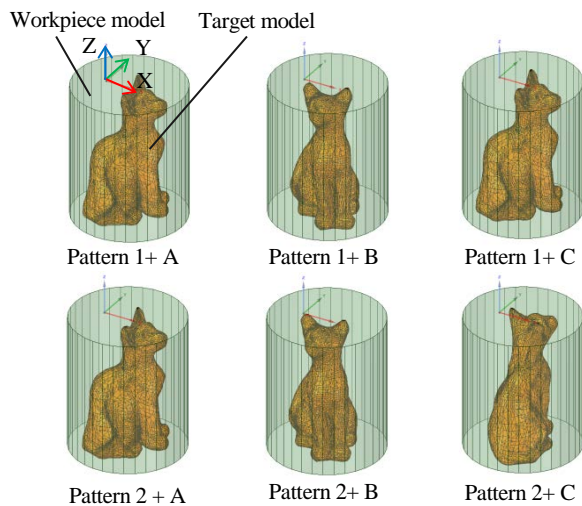 Workpiece model
Target model
Z
Y
X
Pattern 1+ A
Pattern 1+ B
Pattern 1+ C
Pattern 2 + A
Pattern 2+ B
Pattern 2+ C